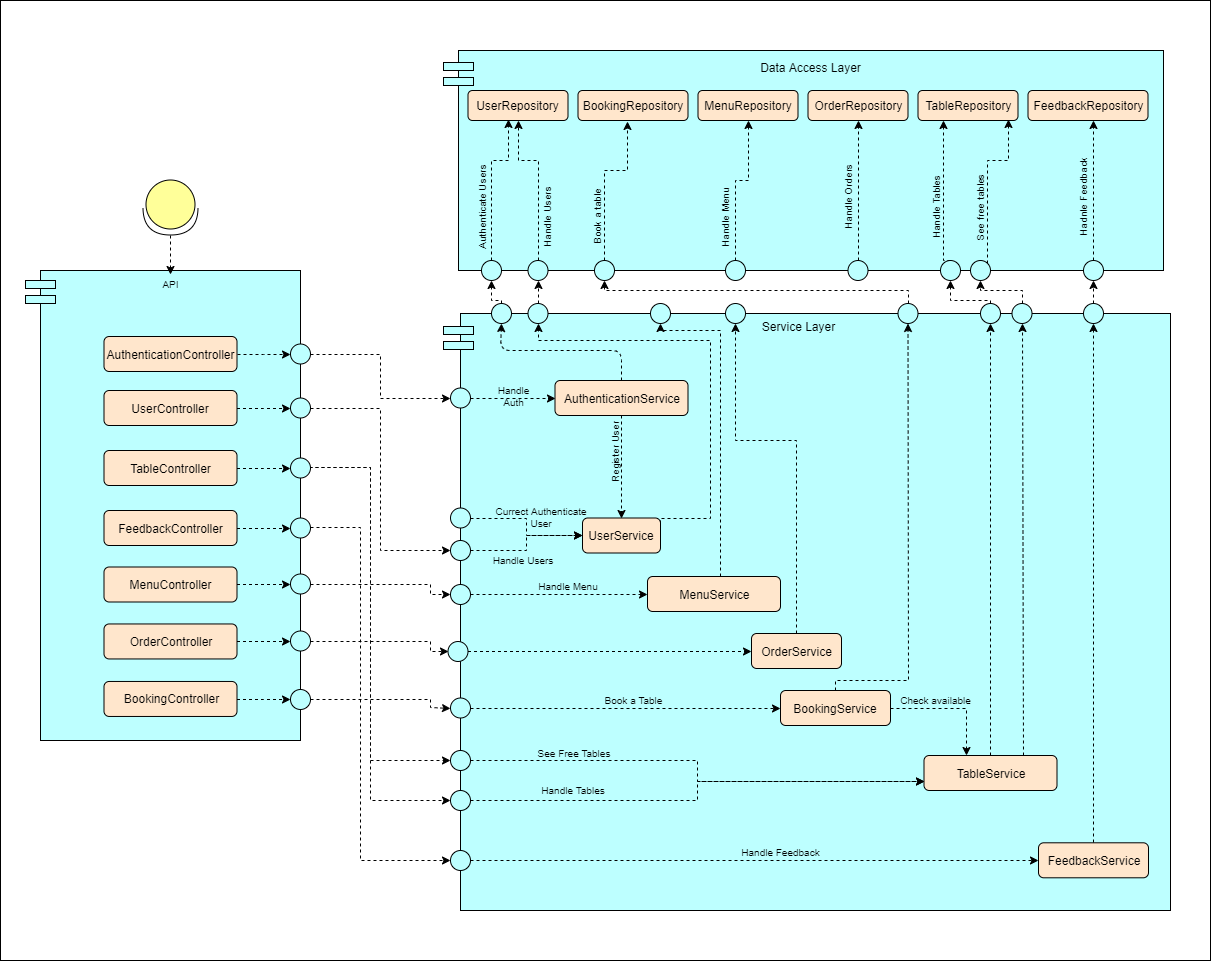 Data Access Layer
UserRepository
BookingRepository
MenuRepository
OrderRepository
TableRepository
FeedbackRepository
Authenticate Users
Handle Users
Book a table
Handle Menu
Handle Orders
Handle Tables
See free tables
Hadnle Feedback
API
AuthenticationController
UserController
TableController
FeedbackController
MenuController
OrderController
BookingController
Service Layer
Handle
Auth
AuthenticationService
Register User
Currect Authenticate
User
UserService
Handle Users
Handle Menu
MenuService
OrderService
Book a Table
BookingService
Check available
See Free Tables
TableService
Handle Tables
Handle Feedback
FeedbackService